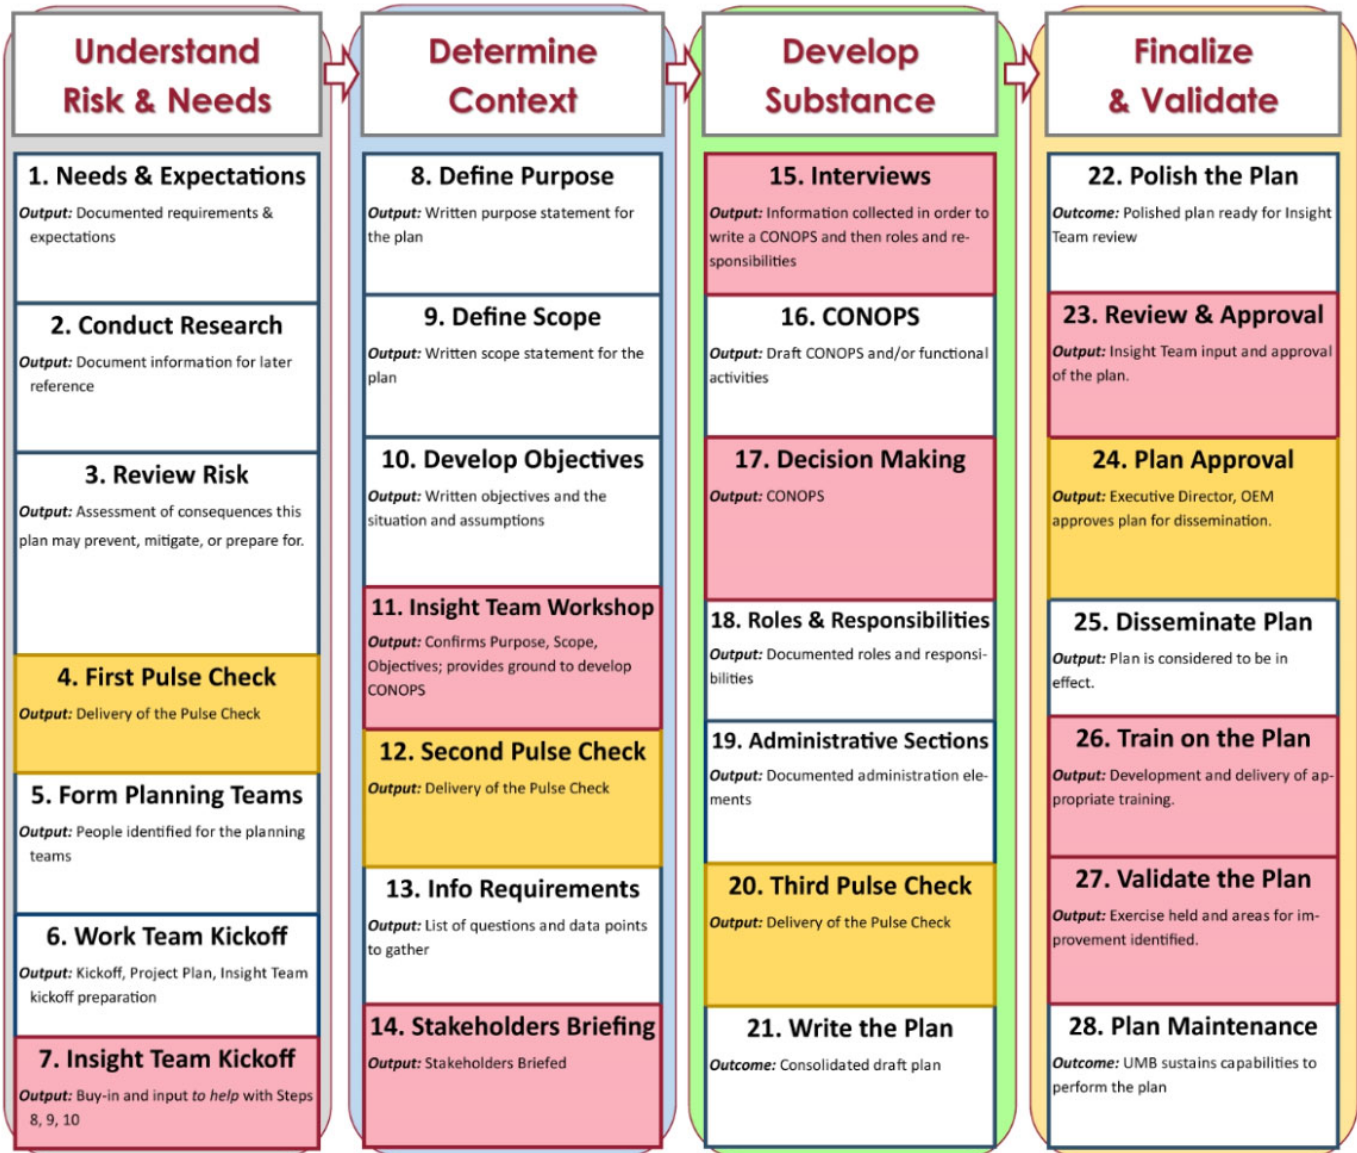 Understand
Risk & Needs
1. Needs & Expectations
Output: Documented requirements &
expectations
2. Conduct Research
Output: Document information for later
reference
3. Review Risk
Output: Assessment of consequences this
plan may prevent, mitigate, or prepare for.
4. First Pulse Check
Output: Delivery of the Pulse Check
5. Form Planning Teams
Output: People identified for the planning
teams
6. Work Team Kickoff
Output: Kickoff, Project Plan, Insight Team
kickoff preparation
7. Insight Team Kickoff
Output: Buy-in and input to help with Steps
8, 9, 10
Determine
Context
8. Define Purpose
Output: Written purpose statement for
the plan
9. Define Scope
Output: Written scope statement for the
plan
10. Develop Objectives
Output: Written objectives and the
situation and assumptions
11. Insight Team Workshop
Output: Confirms Purpose, Scope,
Objectives; provides ground to develop
CONOPS
12. Second Pulse Check
Output: Delivery of the Pulse Check
13. Info Requirements
Output: List of questions and data points
to gather
14. Stakeholders Briefing
Output: Stakeholders Briefed
Develop
Substance
15. Interviews
Output: Information collected in order to
write a CONOPS and then roles and re-
sponsibilities
16. CONOPS
Output: Draft CONOPS and/or functional
activities
17. Decision Making
Output: CONOPS
18. Roles & Responsibilities
Output: Documented roles and responsi-
bilities
19. Administrative Sections
Output: Documented administration ele-
ments
20. Third Pulse Check
Output: Delivery of the Pulse Check
21. Write the Plan
Outcome: Consolidated draft plan
Finalize
& Validate
22. Polish the Plan
Outcome: Polished plan ready for Insight
Team review
23. Review & Approval
Output: Insight Team input and approval
of the plan.
24. Plan Approval
Output: Executive Director, OEM
approves plan for dissemination.
25. Disseminate Plan
Output: Plan is considered to be in
effect.
26. Train on the Plan
Output: Development and delivery of ap-
propriate training.
27. Validate the Plan
Output: Exercise held and areas for im-
provement identified.
28. Plan Maintenance
Outcome: UMB sustains capabilities to
perform the plan